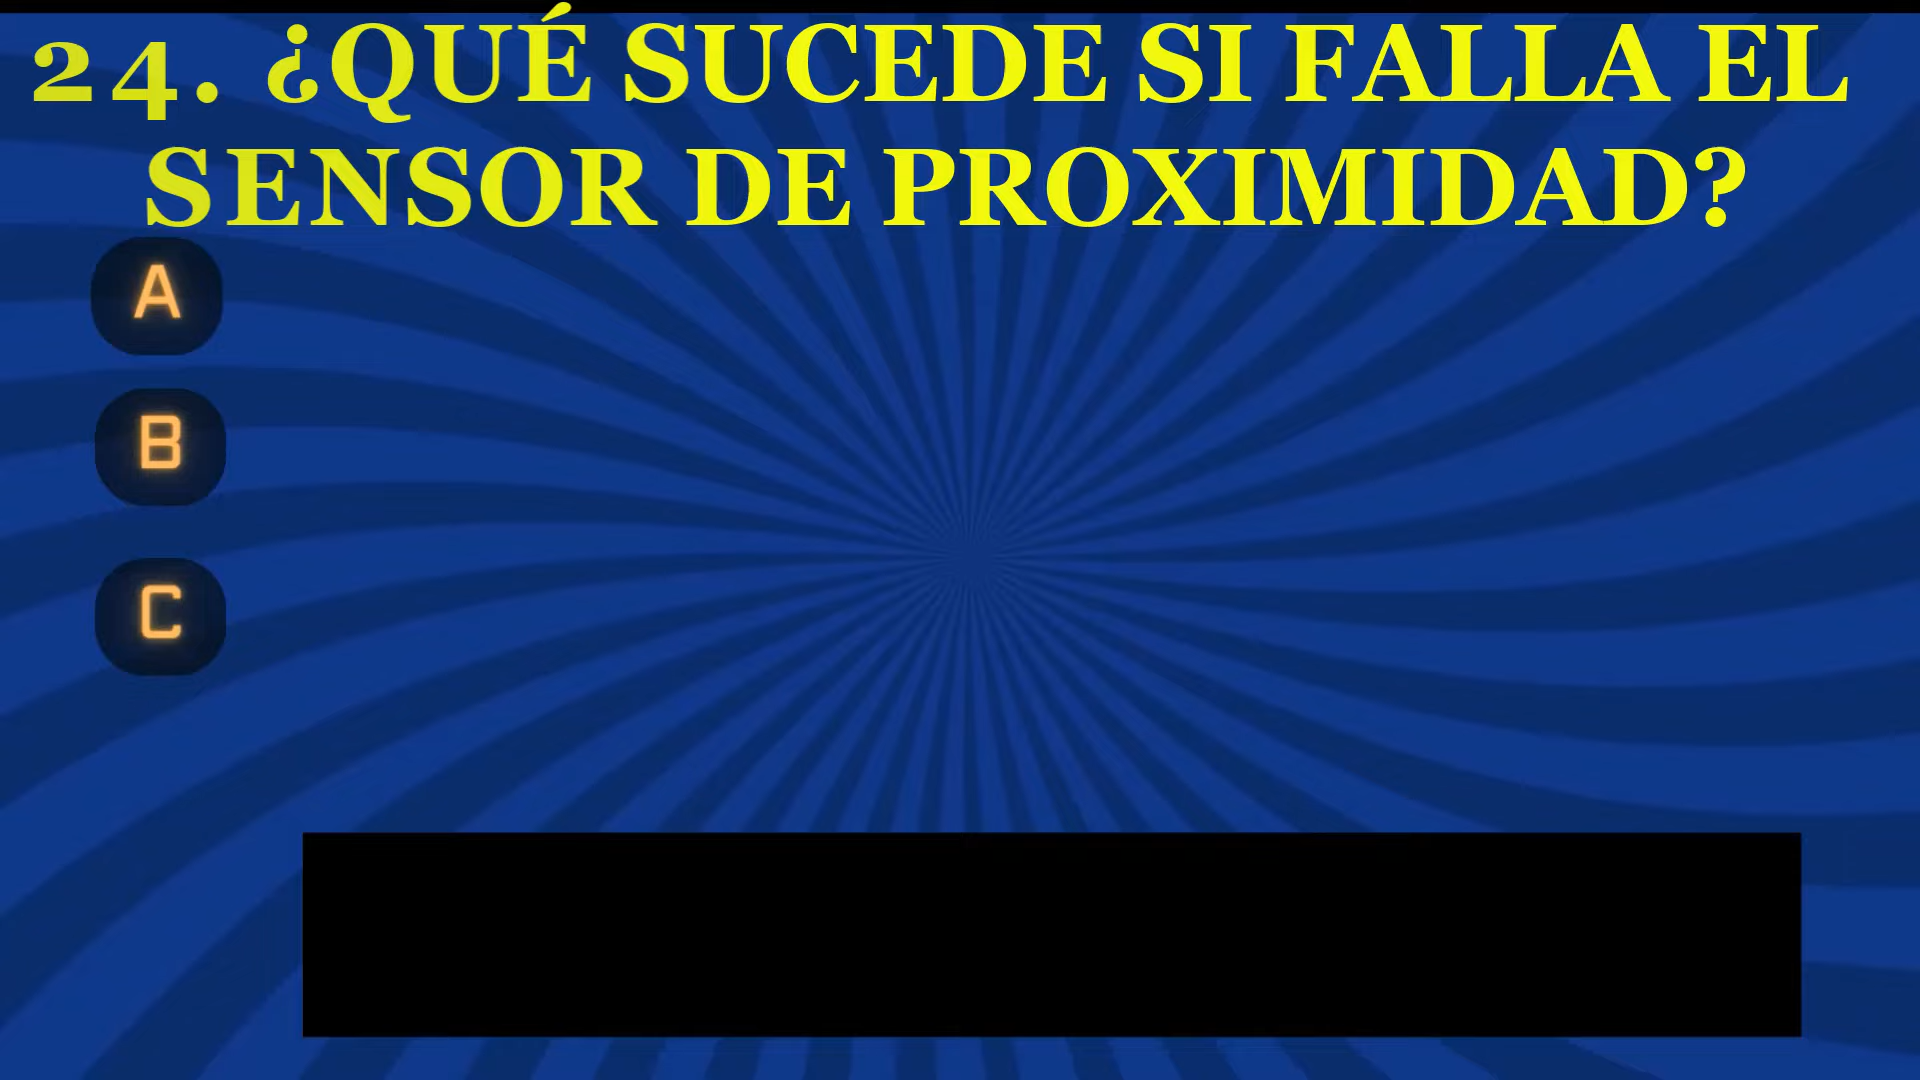 24. ¿QUÉ SUCEDE SI FALLA EL
SENSOR DE PROXIMIDAD?
A
B
C